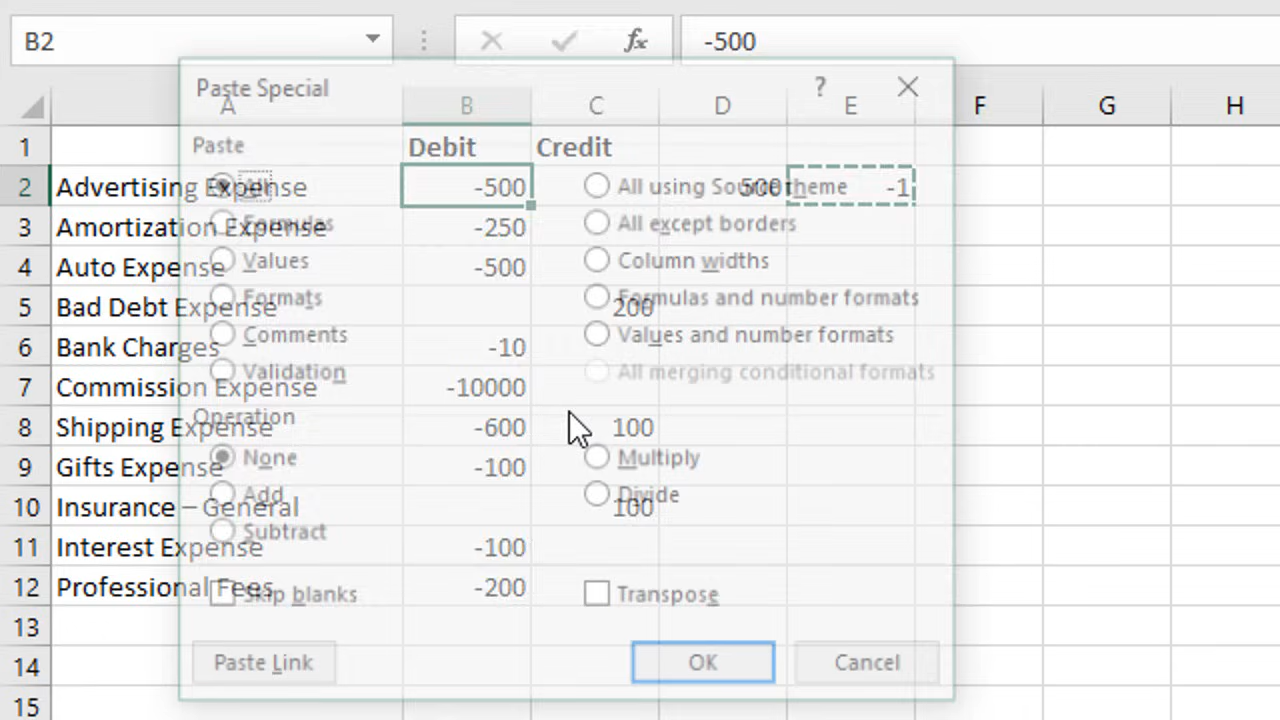 B2 fx -500
Paste Special ?
A B C D E F G H
Paste
1 Debit Credit
2 Advertising Expense -500 500 -1
All All using Source theme
3 Amortization Expense -250
Formulas All except borders
4 Auto Expense -500
Values Column widths
5 Bad Debt Expense 200
Formats Formulas and number formats
6 Bank Charges -10
Comments Values and number formats
7 Commission Expense -10000
Validation All merging conditional formats
Operation
8 Shipping Expense -600 100
None Multiply
9 Gifts Expense -100
Add Divide
10 Insurance – General 100
Subtract
11 Interest Expense -100
12 Professional Fees -200
Skip blanks Transpose
13
14
Paste Link OK Cancel
15